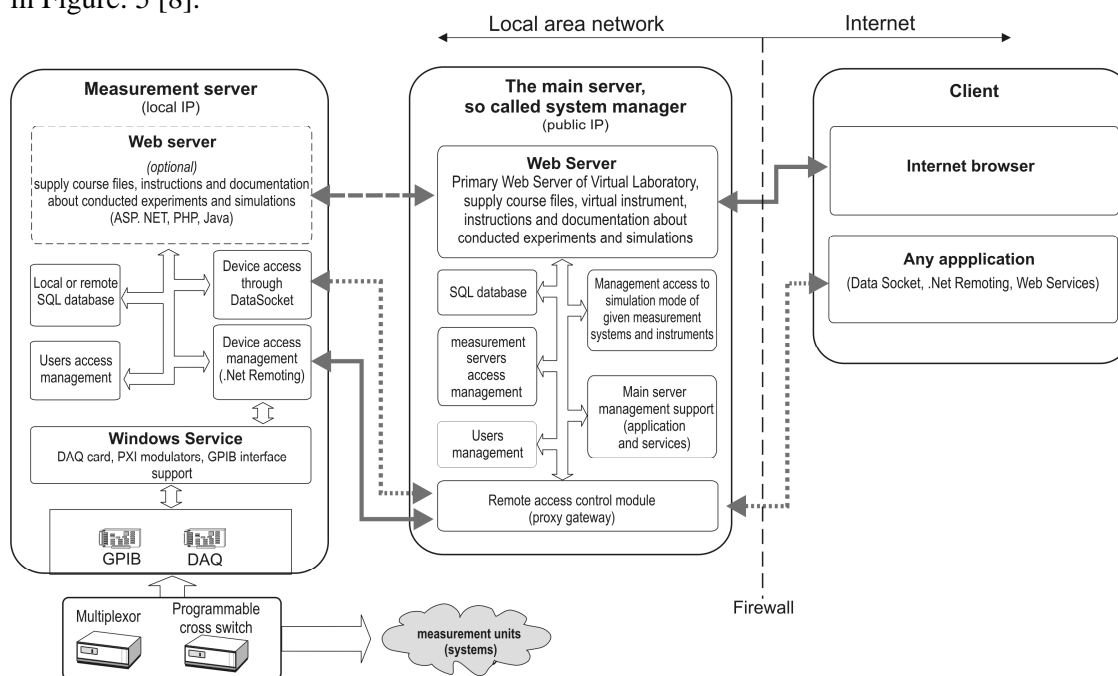 in Figure. 5 [8].
Local area network
Internet
Measurement server
(local IP)
Web server
(optional)
supply course files, instructions and documentation
about conducted experiments and simulations
(ASP. NET, PHP, Java)
Local or remote
SQL database
Device access
through
DataSocket
Users access
management
Device access
management
(.Net Remoting)
Windows Service
DAQ card, PXI modulators, GPIB interface
support
GPIB
DAQ
Multiplexor
Programmable
cross switch
measurement units
(systems)
The main server,
so called system manager
(public IP)
Web Server
Primary Web Server of Virtual Laboratory,
supply course files, virtual instrument,
instructions and documentation about
conducted experiments and simulations
SQL database
Management access to
simulation mode of
given measurement
systems and instruments
measurement
servers
access
management
Main server
management support
(application
and services)
Users
management
Remote access control module
(proxy gateway)
Firewall
Client
Internet browser
Any appplication
(Data Socket, .Net Remoting, Web Services)